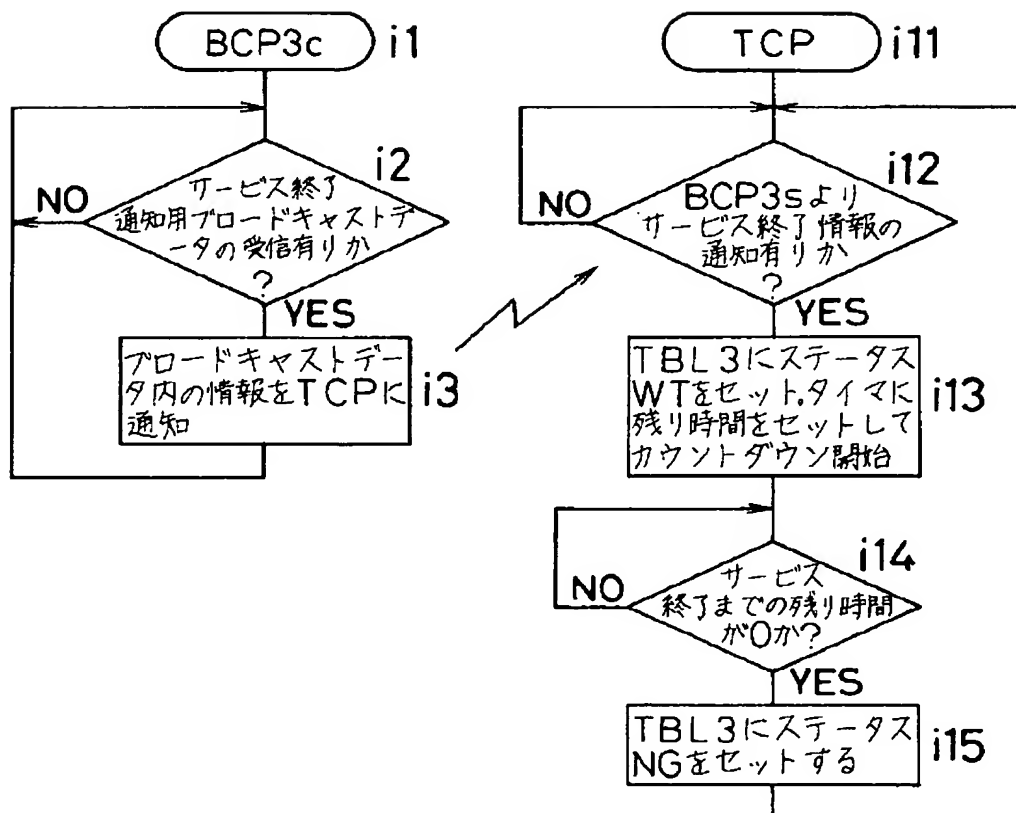 BCP3c
i1
i2
サービス終了
通知用ブロードキャストデ
ータの受信有りか
?
NO
YES
ブロードキャストデー
タ内の情報をTCPに
通知
i3
TCP
i11
i12
BCP3sより
サービス終了情報の
通知有りか
?
NO
YES
TBL3にステータス
WTをセット.タイマに
残り時間をセットして
カウントダウン開始
i13
i14
サービス
終了までの残り時間
が0か?
NO
YES
TBL3にステータス
NGをセットする
i15